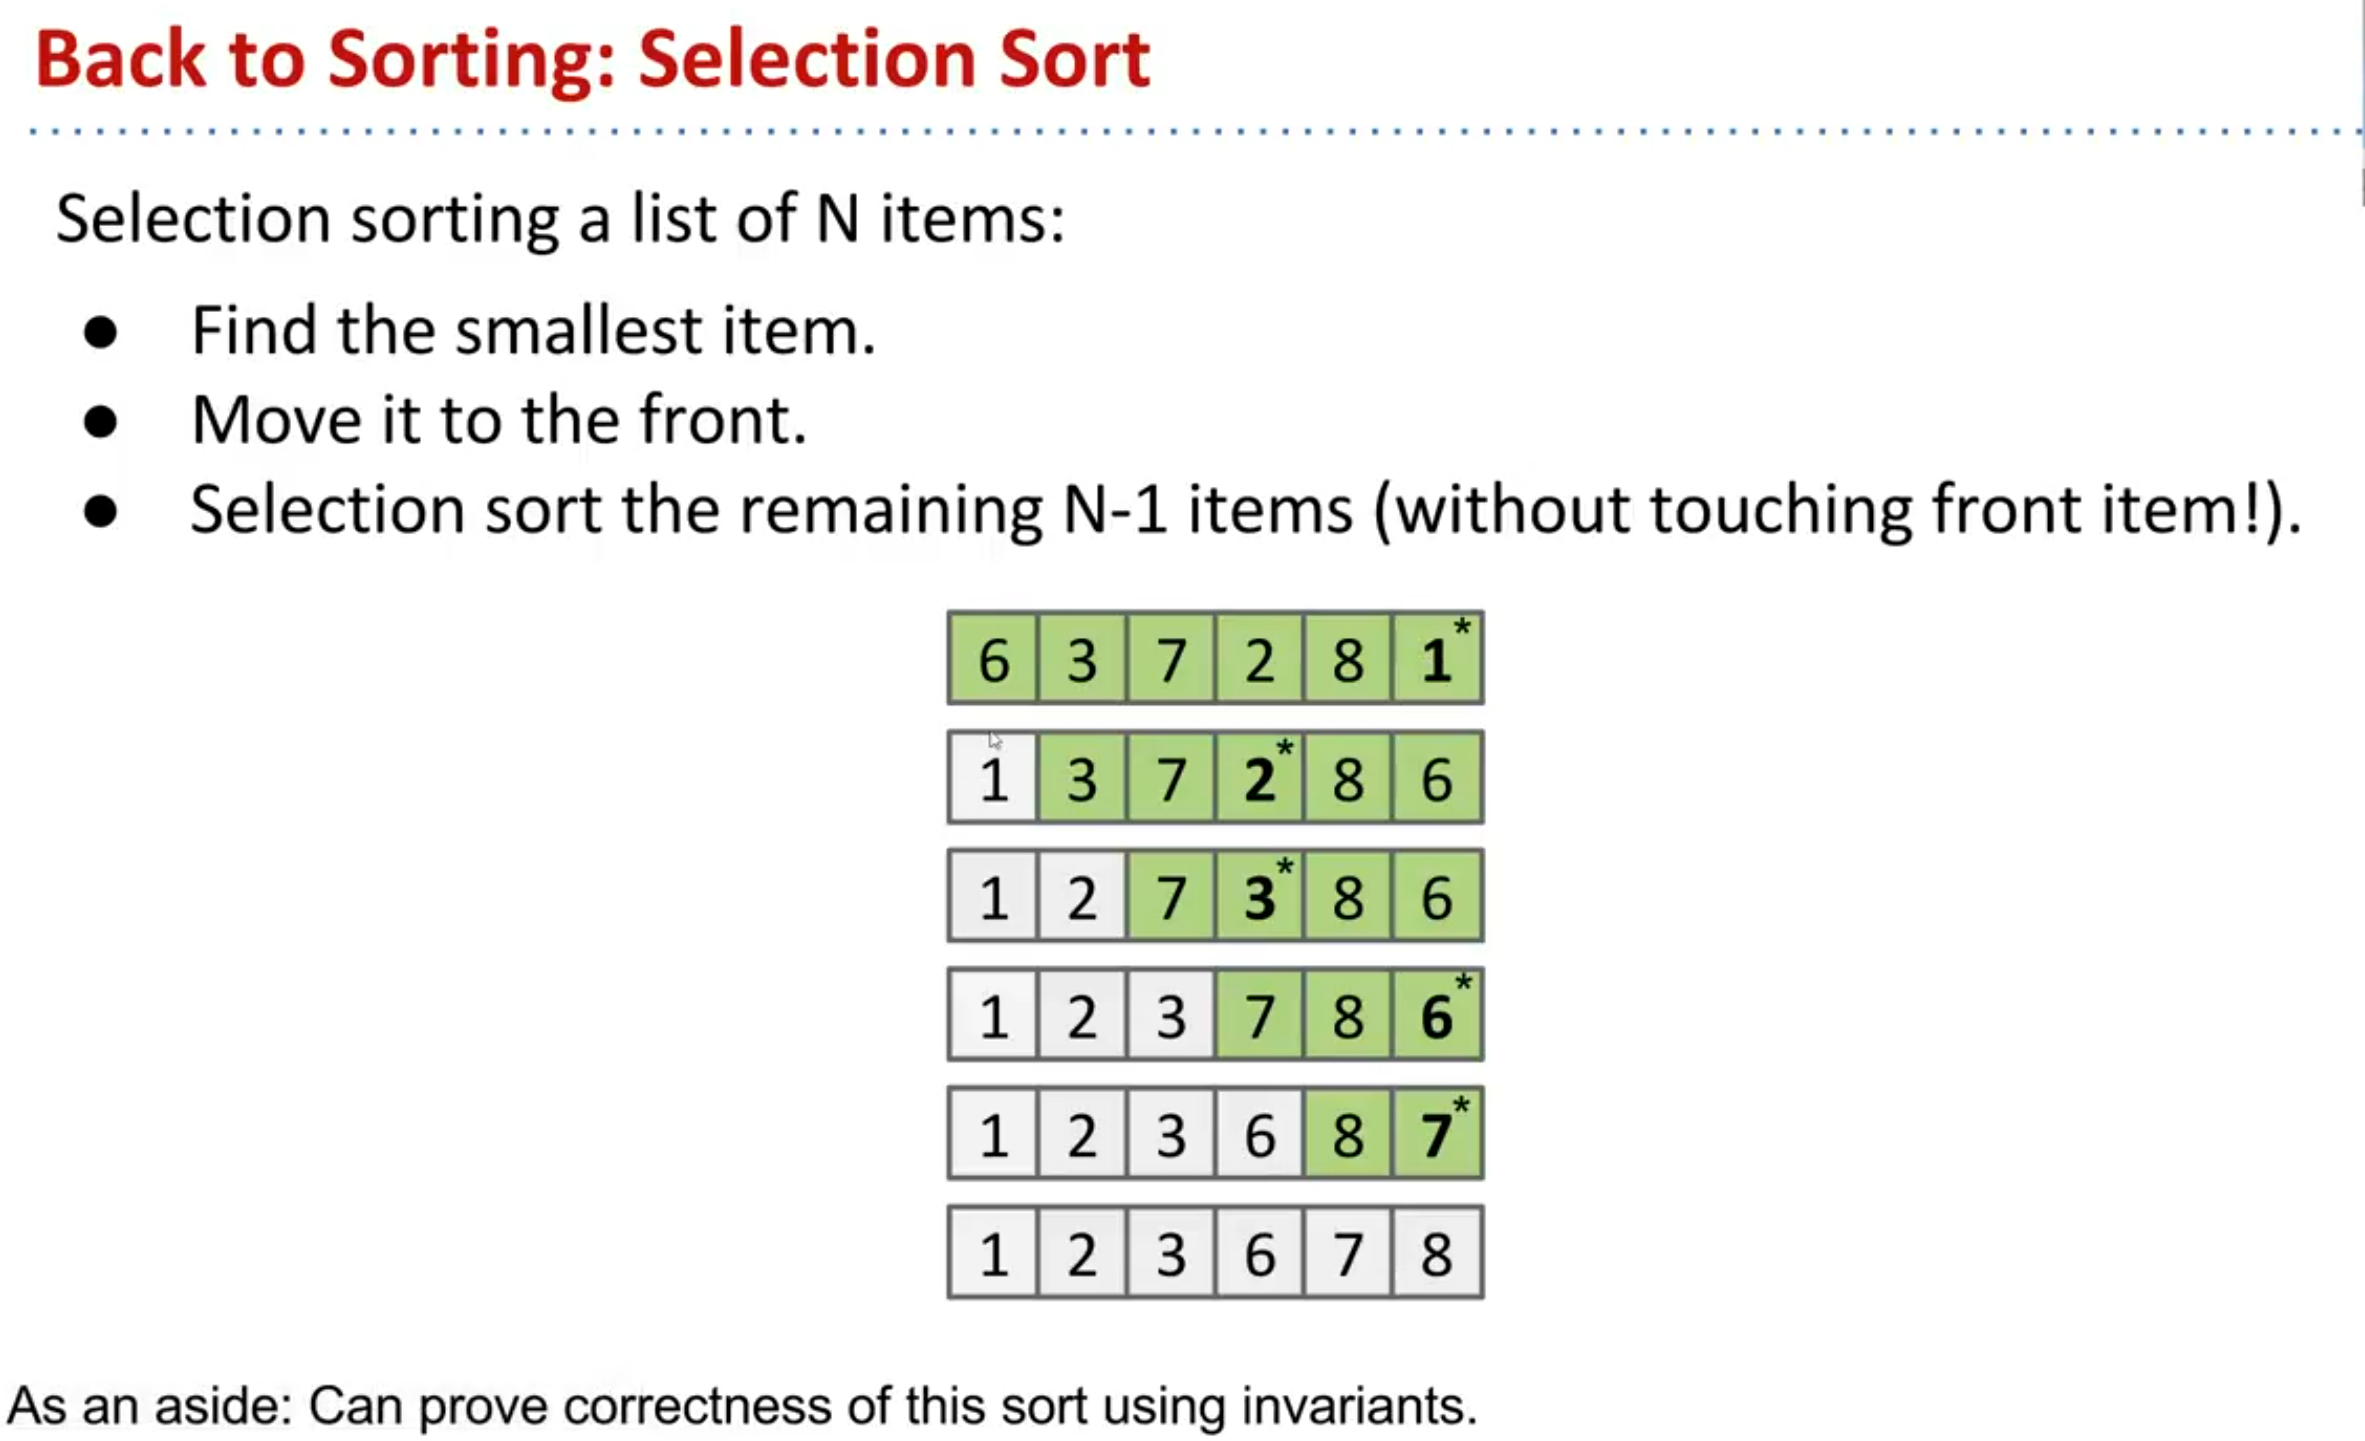 Back to Sorting: Selection Sort
Selection sorting a list of N items:
● Find the smallest item.
● Move it to the front.
● Selection sort the remaining N-1 items (without touching front item!).
6 3 7 2 8 1*
1 3 7 2* 8 6
1 2 7 3* 8 6
1 2 3 7 8 6*
1 2 3 6 8 7*
1 2 3 6 7 8
As an aside: Can prove correctness of this sort using invariants.